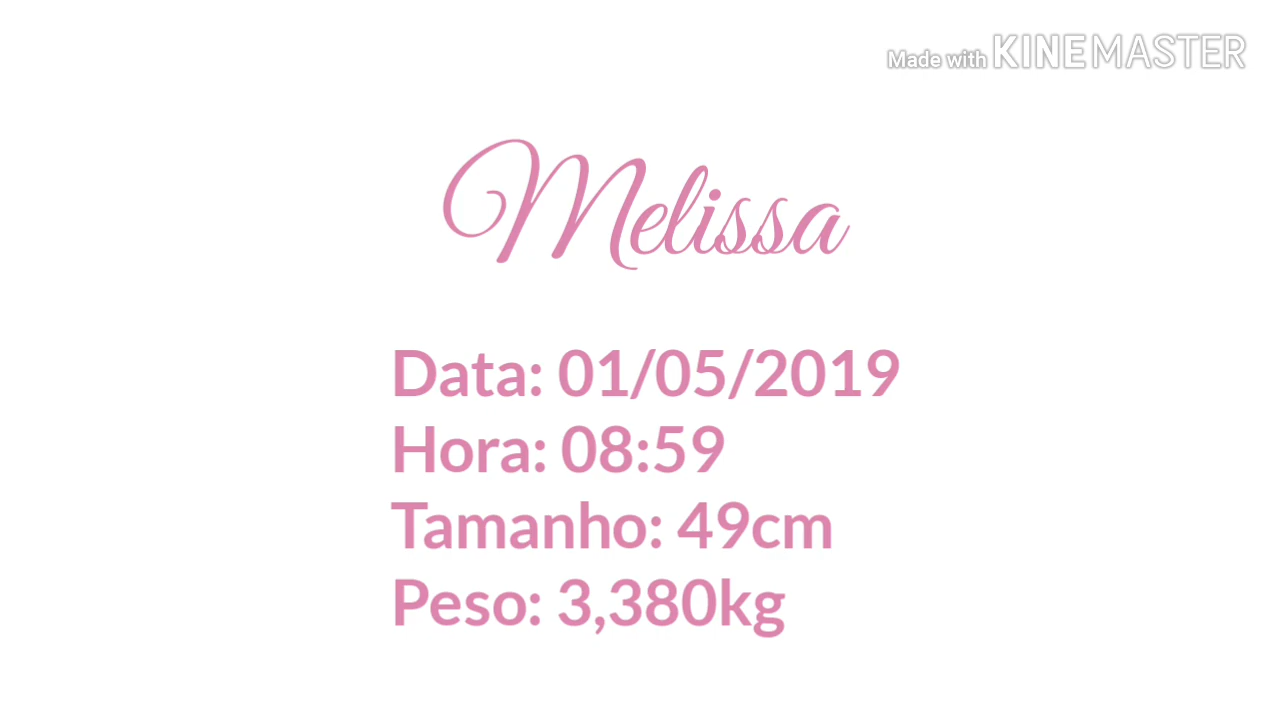 Made with KINEMASTER
Melissa
Data: 01/05/2019
Hora: 08:59
Tamanho: 49cm
Peso: 3,380kg